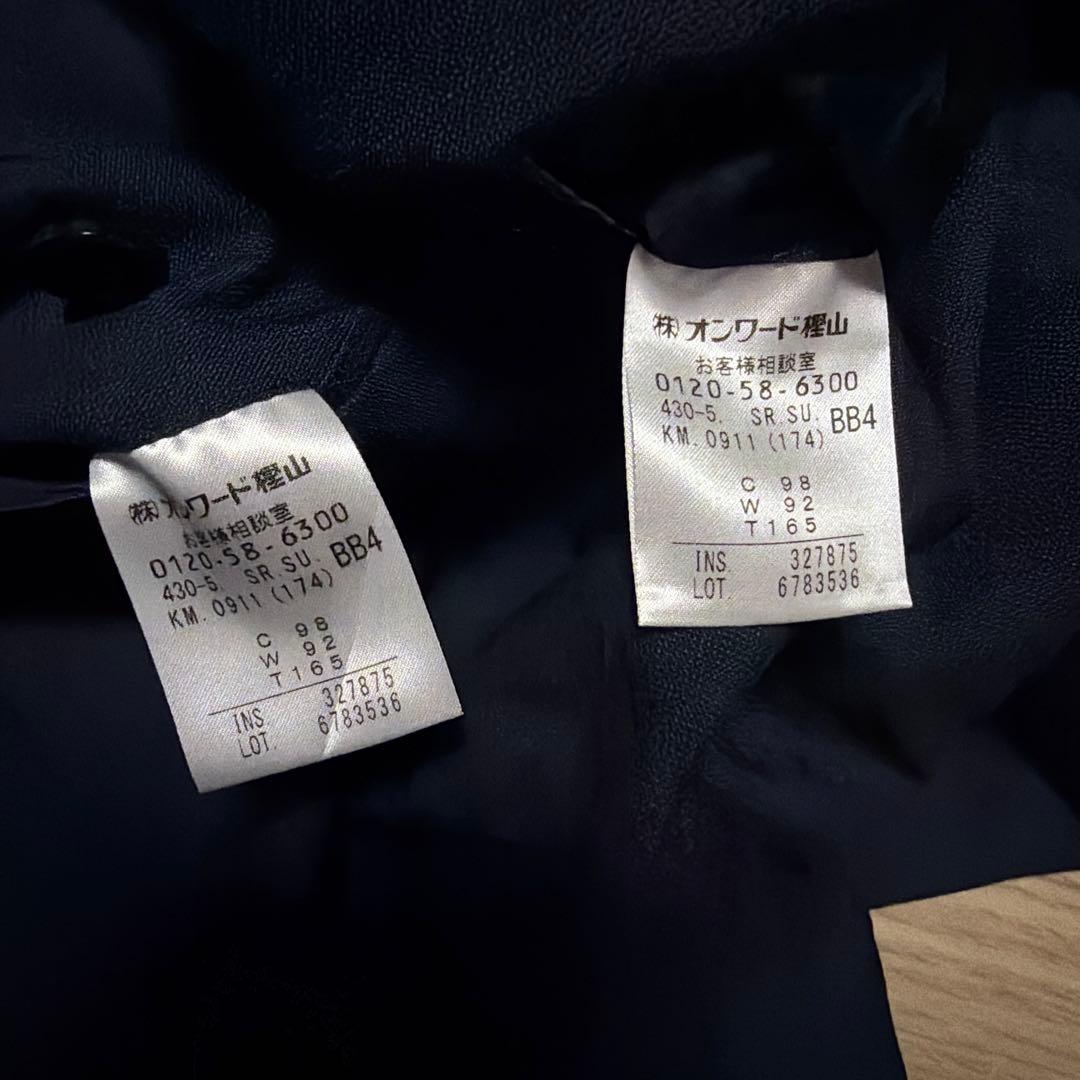 (株)オンワード樫山
お客様相談室
0120-58-6300
430-5. SR SU. BB4
KM. 0911 (174)
C 98
W 92
T165
INS. 327875
LOT. 6783536
(株)オンワード樫山
お客様相談室
0120-58-6300
430-5. SR SU. BB4
KM. 0911 (174)
C 98
W 92
T165
INS. 327875
LOT. 6783536